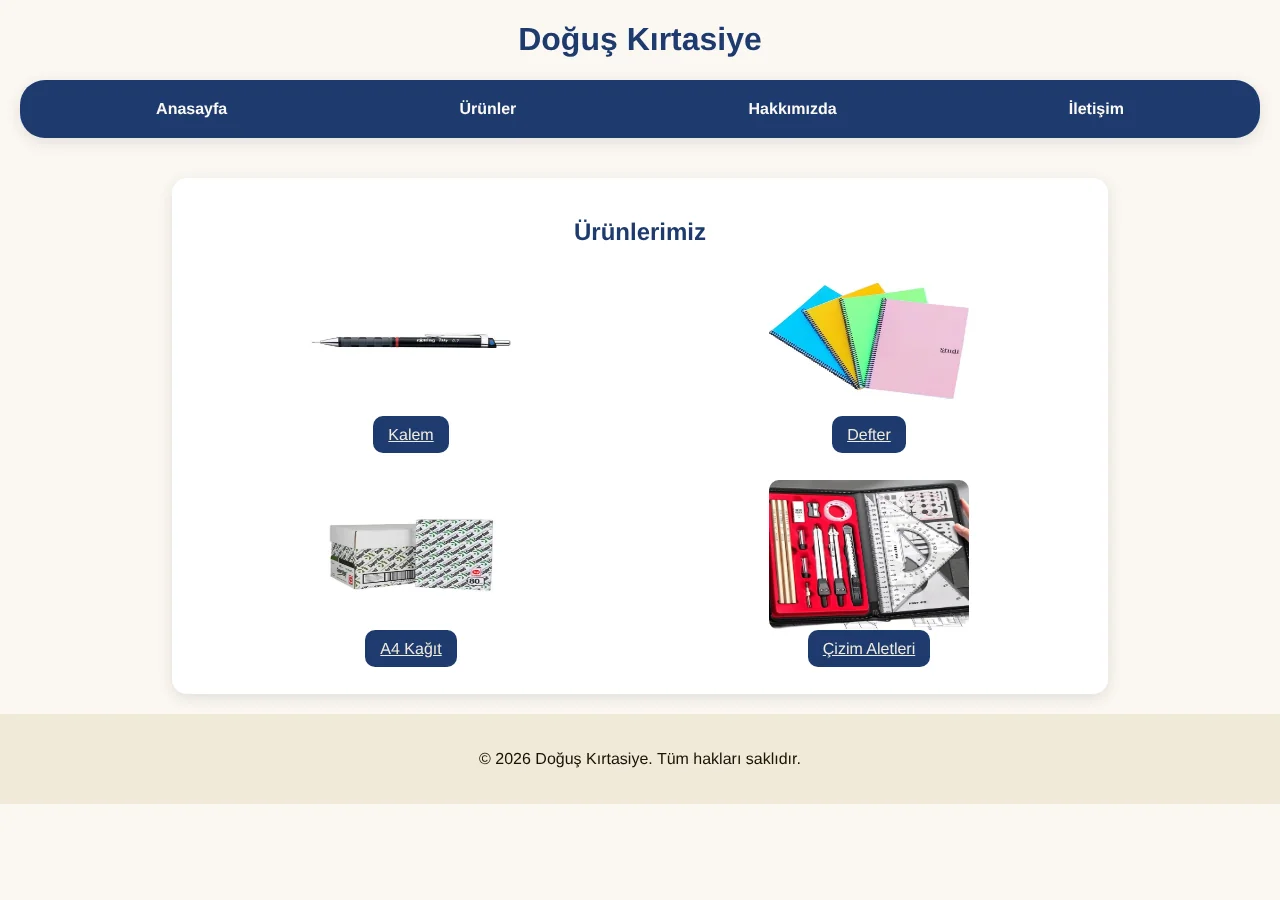 Doğuş Kırtasiye
Anasayfa
Ürünler
Hakkımızda
İletişim
Ürünlerimiz
Kalem
Defter
A4 Kağıt
Çizim Aletleri
© 2026 Doğuş Kırtasiye. Tüm hakları saklıdır.